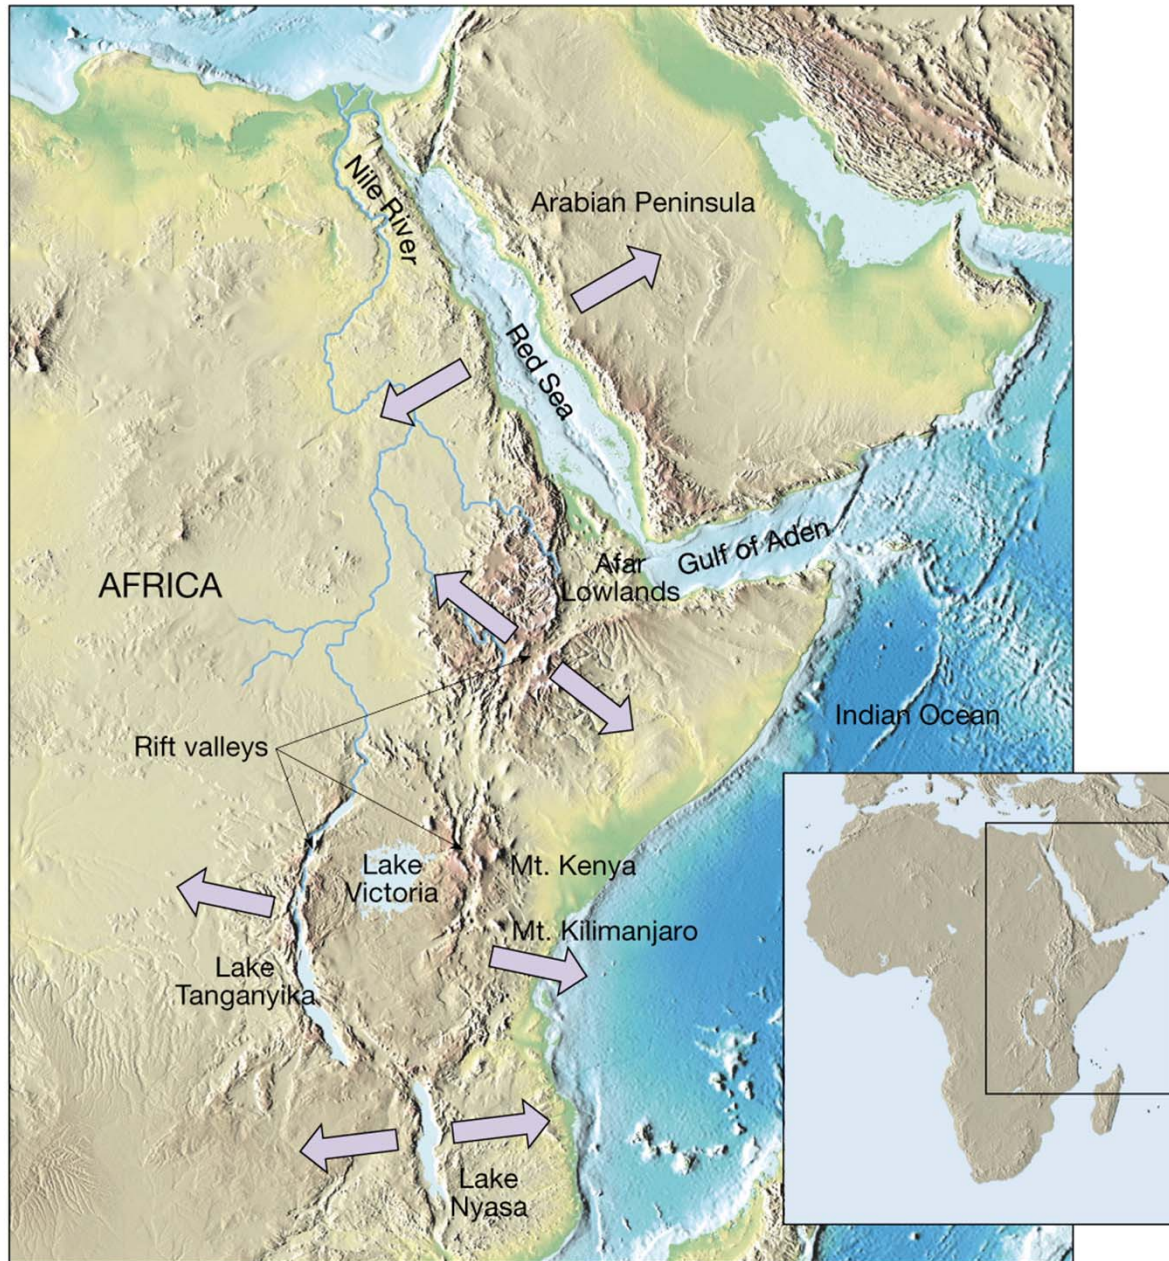 Nile River
Arabian Peninsula
Red Sea
Gulf of Aden
Afar
Lowlands
AFRICA
Indian Ocean
Rift valleys
Lake
Victoria
Mt. Kenya
Mt. Kilimanjaro
Lake
Tanganyika
Lake
Nyasa